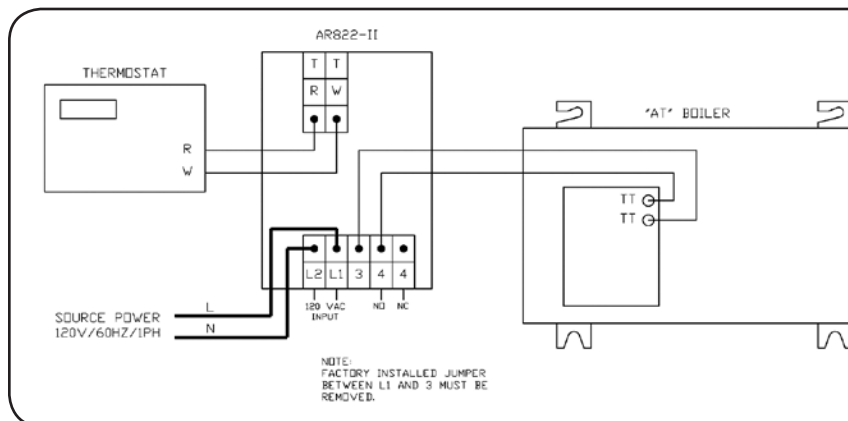 AR822-II
THERMOSTAT
T T
R W
"AT" BOILER
R
W
TT
TT
L2 L1 3 4 4
120 VAC
INPUT
NO NC
L
SOURCE POWER
120V/60HZ/1PH
N
NOTE:
FACTORY INSTALLED JUMPER
BETWEEN L1 AND 3 MUST BE
REMOVED.